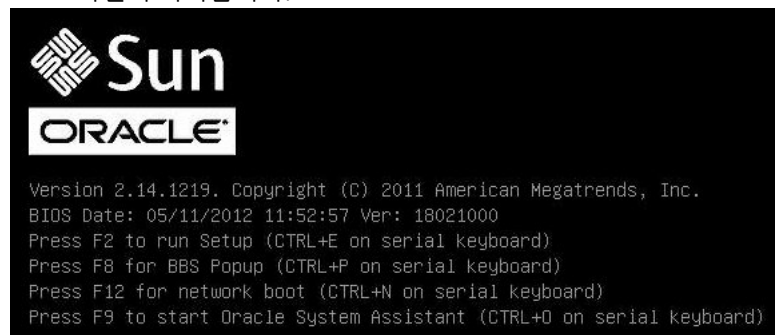 Sun
ORACLE
Version 2.14.1219. Copyright (C) 2011 American Megatrends, Inc.
BIOS Date: 05/11/2012 11:52:57 Ver: 18021000
Press F2 to run Setup (CTRL+E on serial keyboard)
Press F8 for BBS Popup (CTRL+P on serial keyboard)
Press F12 for network boot (CTRL+N on serial keyboard)
Press F9 to start Oracle System Assistant (CTRL+O on serial keyboard)